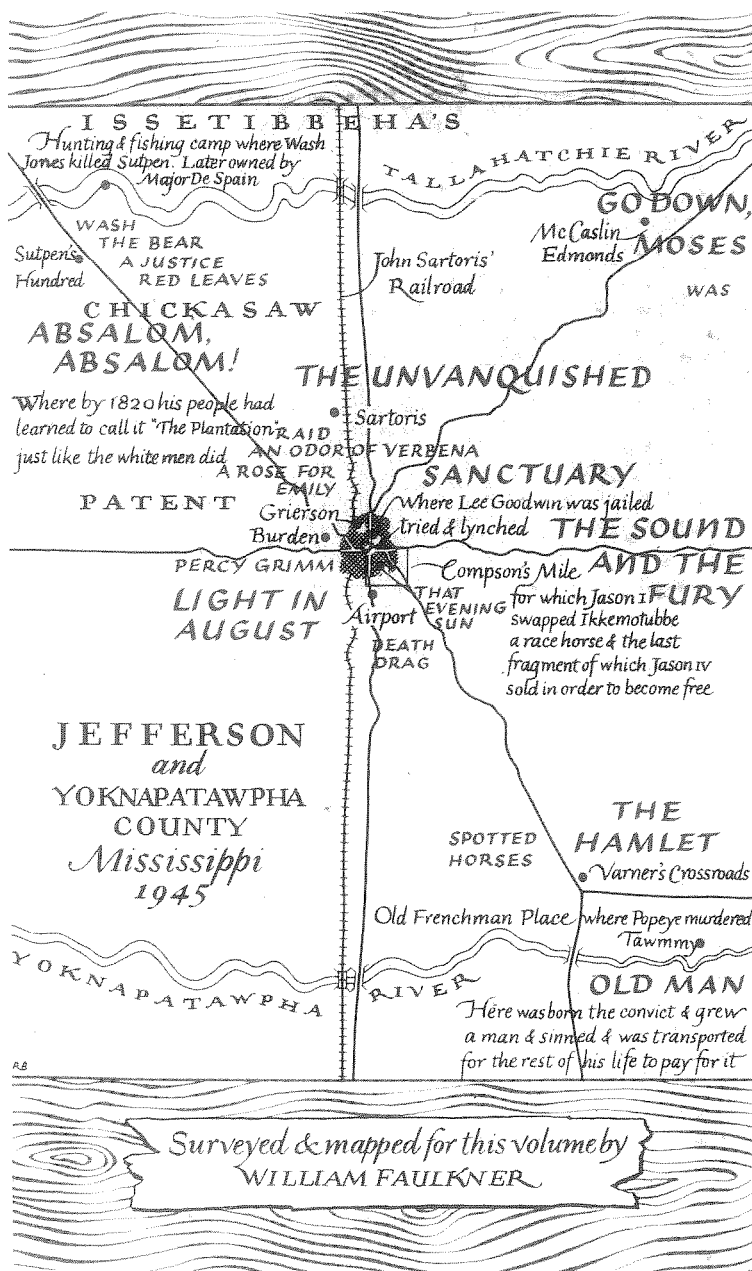 ISSETIBBEHA'S
Hunting & fishing camp where Wash
Jones killed Sutpen. Later owned by
Major De Spain
TALLAHATCHIE RIVER
GO DOWN,
MOSES
McCaslin
Edmonds
WAS
WASH
THE BEAR
A JUSTICE
RED LEAVES
Sutpen's
Hundred
John Sartoris'
Railroad
CHICKASAW
ABSALOM,
ABSALOM!
THE UNVANQUISHED
Where by 1820 his people had
learned to call it "The Plantation"
just like the white men did
Sartoris
RAID
AN ODOR OF VERBENA
A ROSE FOR
EMILY
SANCTUARY
PATENT
Grierson
Burden
where Lee Goodwin was jailed
tried & lynched
THE SOUND
AND THE
FURY
PERCY GRIMM
Compson's Mile
for which Jason I
swapped Ikkemotubbe
a race horse & the last
fragment of which Jason IV
sold in order to become free
LIGHT IN
AUGUST
THAT
EVENING
SUN
Airport
DEATH
DRAG
JEFFERSON
and
YOKNAPATAWPHA
COUNTY
Mississippi
1945
THE
HAMLET
SPOTTED
HORSES
Varner's Crossroads
Old Frenchman Place where Popeye murdered
Tawmmy
YOKNAPATAWPHA RIVER
OLD MAN
Here was born the convict & grew
a man & sinned & was transported
for the rest of his life to pay for it
RB
Surveyed & mapped for this volume by
WILLIAM FAULKNER